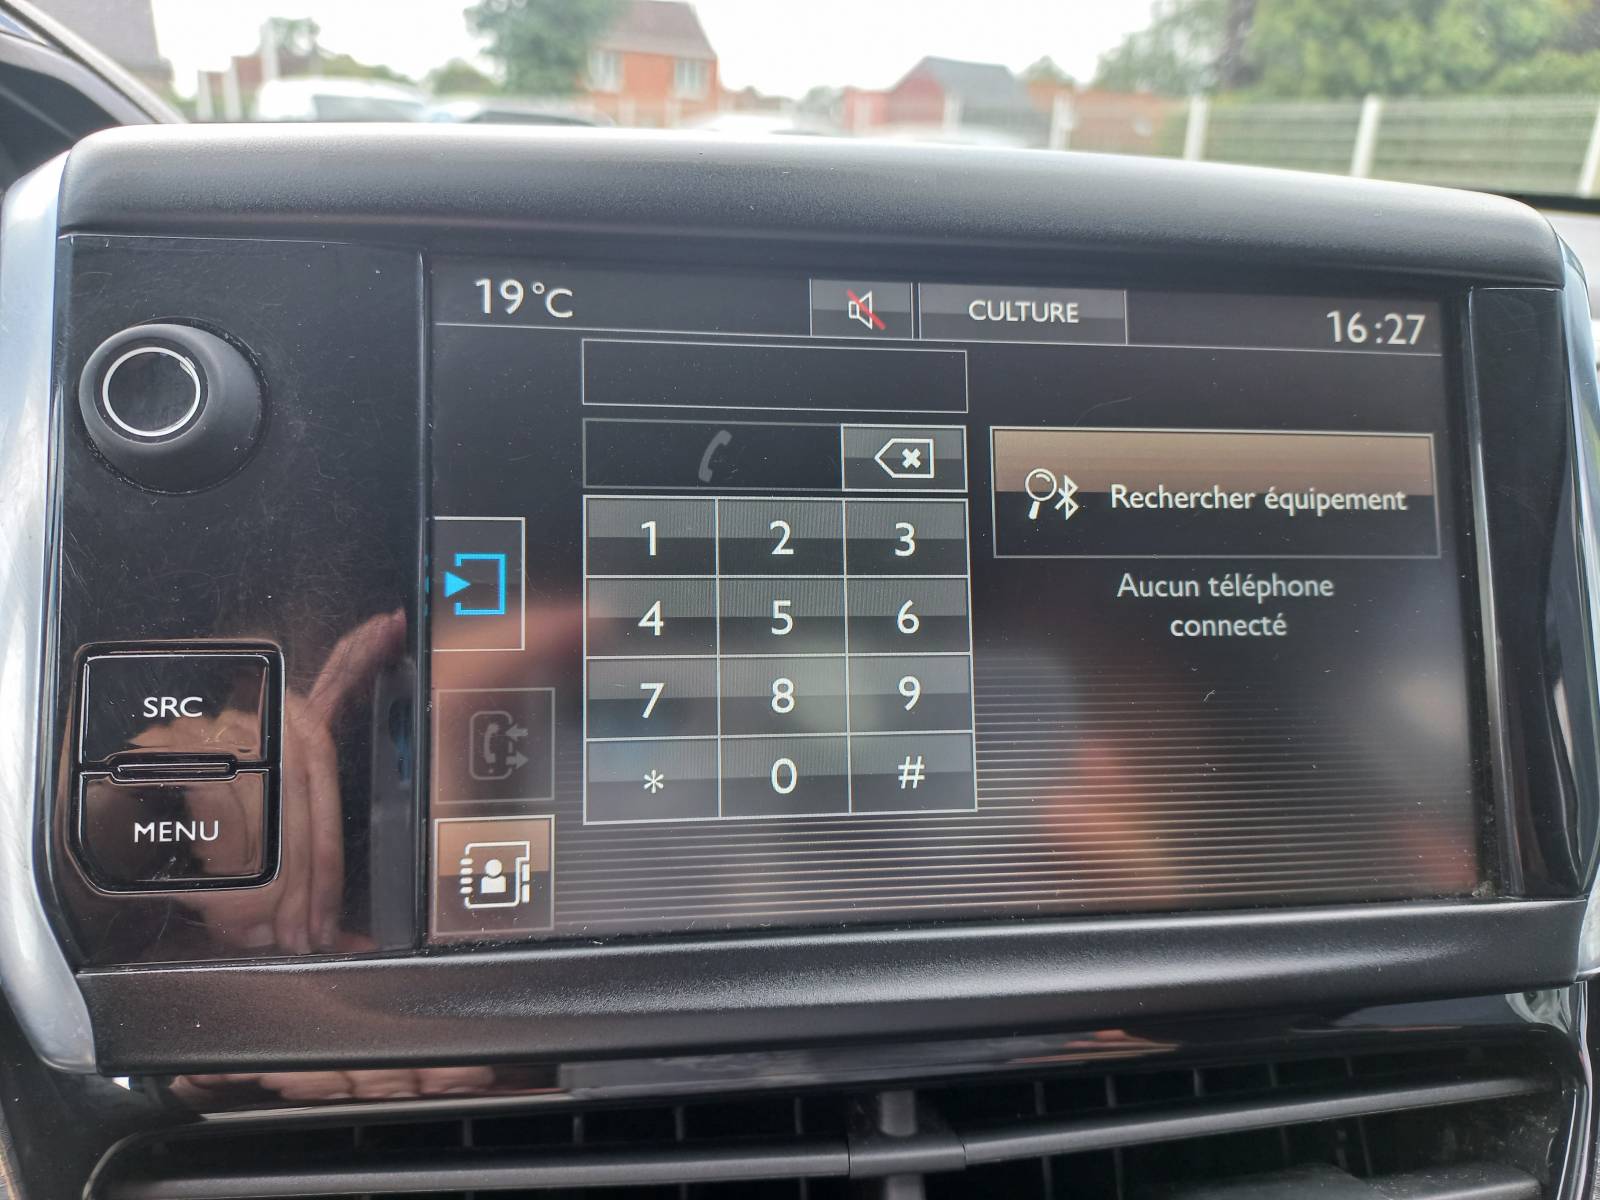 19°C
CULTURE
16:27
Rechercher équipement
Aucun téléphone
connecté
1 2 3
4 5 6
7 8 9
* 0 #
SRC
MENU